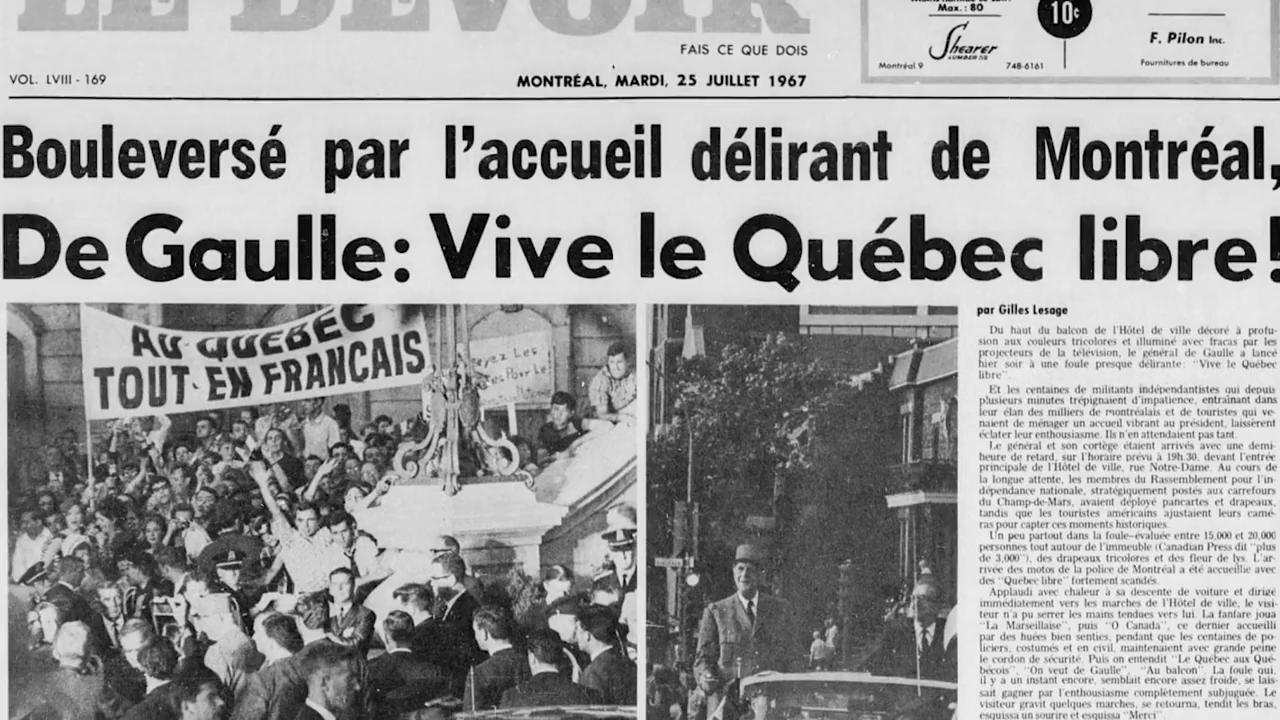 LE DEVOIR
Max.: 80
10¢
Shearer
LUMBER
Montréal 9
748-6161
F. Pilon Inc.
Fournitures de bureau
FAIS CE QUE DOIS
VOL. LVIII - 169
MONTRÉAL, MARDI, 25 JUILLET 1967
Bouleversé par l'accueil délirant de Montréal,
De Gaulle: Vive le Québec libre!
AU QUÉBEC
TOUT EN FRANÇAIS
yez Les
es Pour Le
par Gilles Lesage
Du haut du balcon de l'Hôtel de ville décoré à profu-
sion aux couleurs tricolores et illuminé avec fracas par les
projecteurs de la télévision, le général de Gaulle a lancé
hier soir à une foule presque délirante: "Vive le Québec
libre".
Et les centaines de militants indépendantistes qui depuis
plusieurs minutes trépignaient d'impatience, entraînant dans
leur élan des milliers de montréalais et de touristes qui ve-
naient de ménager un accueil vibrant au président, laissèrent
éclater leur enthousiasme. Ils n'en attendaient pas tant.
Le général et son cortège étaient arrivés avec une demi-
heure de retard, sur l'horaire prévu à 19h.30, devant l'entrée
principale de l'Hôtel de ville, rue Notre-Dame. Au cours de
la longue attente, les membres du Rassemblement pour l'in-
dépendance nationale, stratégiquement postés aux carrefours
du Champ-de-Mars, avaient déployé pancartes et drapeaux,
tandis que les touristes américains ajustaient leurs camé-
ras pour capter ces moments historiques.
Un peu partout dans la foule—évaluée entre 15,000 et 20,000
personnes tout autour de l'immeuble (Canadian Press dit "plus
de 3,000"), des drapeaux tricolores et des fleur de lys. L'ar-
rivée des motos de la police de Montréal a été accueillie avec
des "Québec libre" fortement scandés.
Applaudi avec chaleur à sa descente de voiture et dirigé
immédiatement vers les marches de l'Hôtel de ville, le visi-
teur n'a pu serrer les mains tendues vers lui. La fanfare joua
"La Marseillaise", puis "O Canada", ce dernier accueilli
par des huées bien senties, pendant que les centaines de po-
liciers, costumés et en civil, maintenaient avec grande peine
le cordon de sécurité. Puis on entendit "Le Québec aux Qué-
bécois", "On veut de Gaulle", "Au balcon". La foule qui,
il y a un instant encore, semblait encore assez froide, se lais-
sait gagner par l'enthousiasme complètement subjuguée. Le
visiteur gravit quelques marches, se retourna, tendit les bras,
esquissa un sourire et esquissa "Merci".